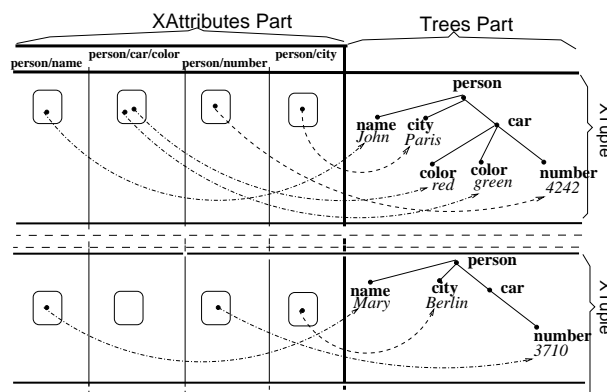 XAttributes Part
Trees Part
person/name
person/car/color
person/number
person/city
person
name
John
city
Paris
car
color
red
color
green
number
4242
XTuple
person
name
Mary
city
Berlin
car
number
3710
XTuple